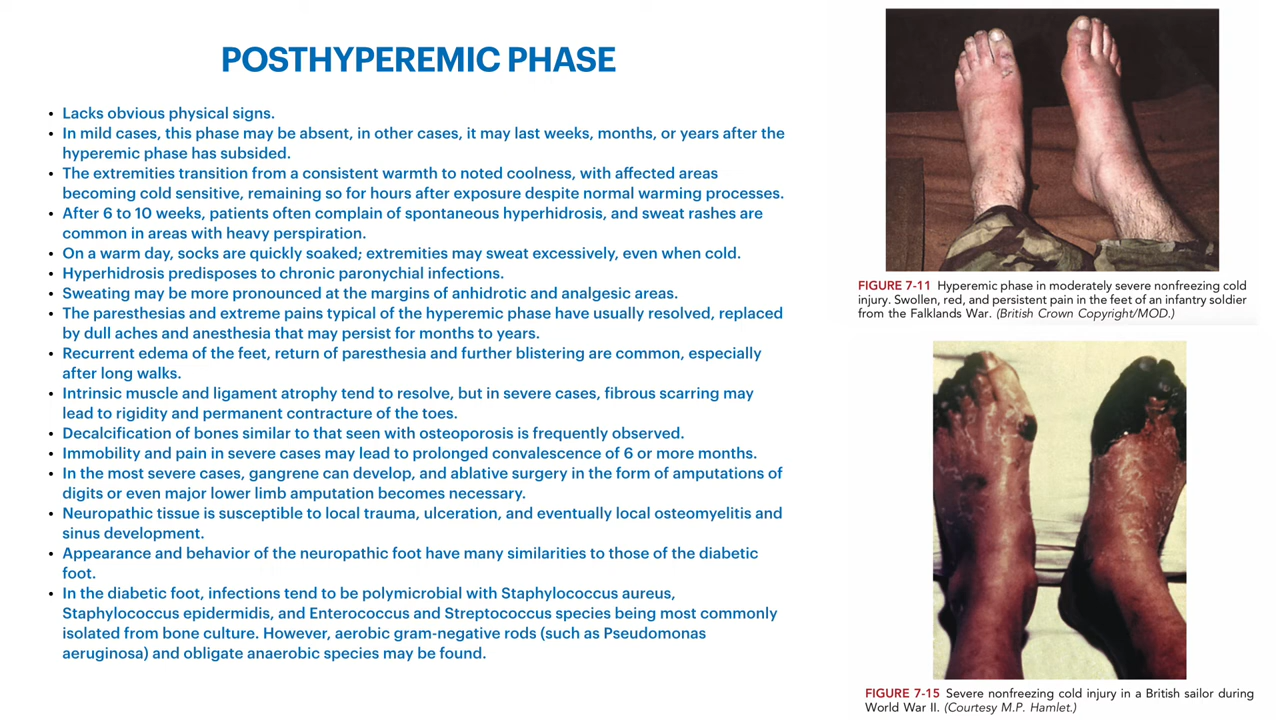 POSTHYPEREMIC PHASE
• Lacks obvious physical signs.
• In mild cases, this phase may be absent, in other cases, it may last weeks, months, or years after the
hyperemic phase has subsided.
• The extremities transition from a consistent warmth to noted coolness, with affected areas
becoming cold sensitive, remaining so for hours after exposure despite normal warming processes.
• After 6 to 10 weeks, patients often complain of spontaneous hyperhidrosis, and sweat rashes are
common in areas with heavy perspiration.
• On a warm day, socks are quickly soaked; extremities may sweat excessively, even when cold.
• Hyperhidrosis predisposes to chronic paronychial infections.
• Sweating may be more pronounced at the margins of anhidrotic and analgesic areas.
• The paresthesias and extreme pains typical of the hyperemic phase have usually resolved, replaced
by dull aches and anesthesia that may persist for months to years.
• Recurrent edema of the feet, return of paresthesia and further blistering are common, especially
after long walks.
• Intrinsic muscle and ligament atrophy tend to resolve, but in severe cases, fibrous scarring may
lead to rigidity and permanent contracture of the toes.
• Decalcification of bones similar to that seen with osteoporosis is frequently observed.
• Immobility and pain in severe cases may lead to prolonged convalescence of 6 or more months.
• In the most severe cases, gangrene can develop, and ablative surgery in the form of amputations of
digits or even major lower limb amputation becomes necessary.
• Neuropathic tissue is susceptible to local trauma, ulceration, and eventually local osteomyelitis and
sinus development.
• Appearance and behavior of the neuropathic foot have many similarities to those of the diabetic
foot.
• In the diabetic foot, infections tend to be polymicrobial with Staphylococcus aureus,
Staphylococcus epidermidis, and Enterococcus and Streptococcus species being most commonly
isolated from bone culture. However, aerobic gram-negative rods (such as Pseudomonas
aeruginosa) and obligate anaerobic species may be found.
FIGURE 7-11 Hyperemic phase in moderately severe nonfreezing cold
injury. Swollen, red, and persistent pain in the feet of an infantry soldier
from the Falklands War. (British Crown Copyright/MOD.)
FIGURE 7-15 Severe nonfreezing cold injury in a British sailor during
World War II. (Courtesy M.P. Hamlet.)